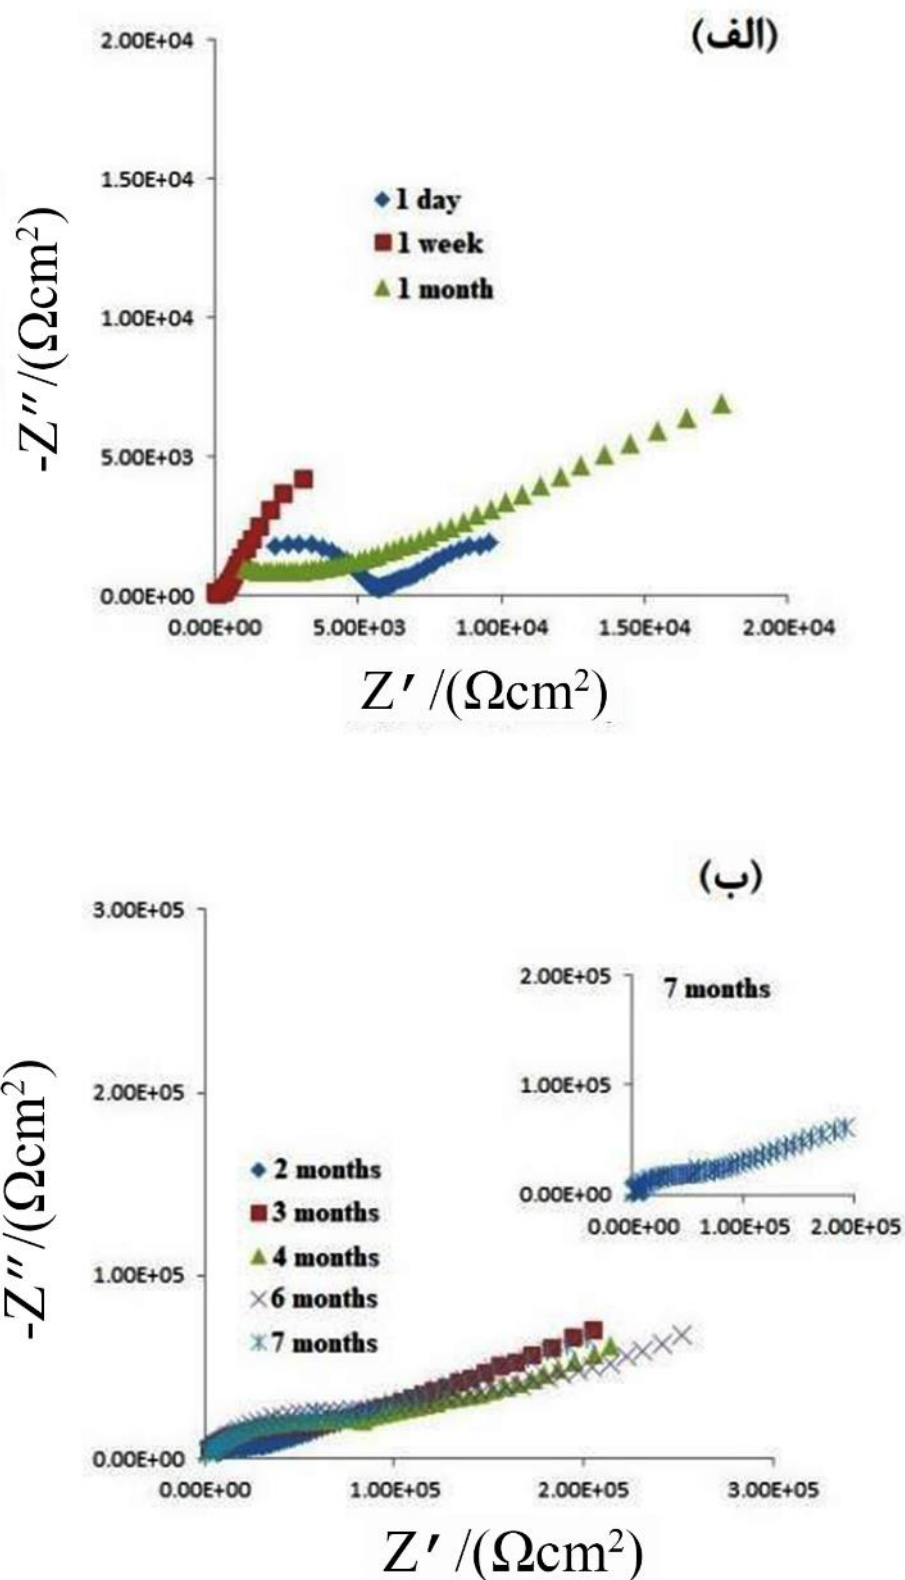 (الف)
2.00E+04
1.50E+04
1.00E+04
5.00E+03
0.00E+00
-Z″/(Ωcm²)
1 day
1 week
1 month
0.00E+00 5.00E+03 1.00E+04 1.50E+04 2.00E+04
Z′ /(Ωcm²)
(ب)
3.00E+05
2.00E+05
1.00E+05
0.00E+00
-Z″/(Ωcm²)
7 months
2.00E+05
1.00E+05
0.00E+00
0.00E+00 1.00E+05 2.00E+05
2 months
3 months
4 months
6 months
7 months
0.00E+00 1.00E+05 2.00E+05 3.00E+05
Z′ /(Ωcm²)